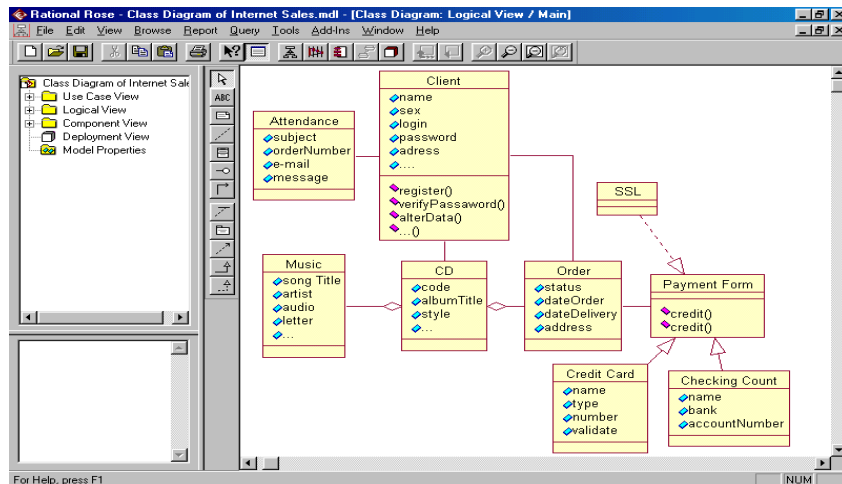 Rational Rose - Class Diagram of Internet Sales.mdl - [Class Diagram: Logical View / Main]
File Edit View Browse Report Query Tools Add-Ins Window Help
Class Diagram of Internet Sale
Use Case View
Logical View
Component View
Deployment View
Model Properties
ABC
Client
name
sex
login
password
adress
....
register()
verifyPassaword()
alterData()
...()
Attendance
subject
orderNumber
e-mail
message
SSL
Music
song Title
artist
audio
letter
...
CD
code
albumTitle
style
...
Order
status
dateOrder
dateDelivery
address
Payment Form
credit()
credit()
Credit Card
name
type
number
validate
Checking Count
name
bank
accountNumber
For Help, press F1
NUM